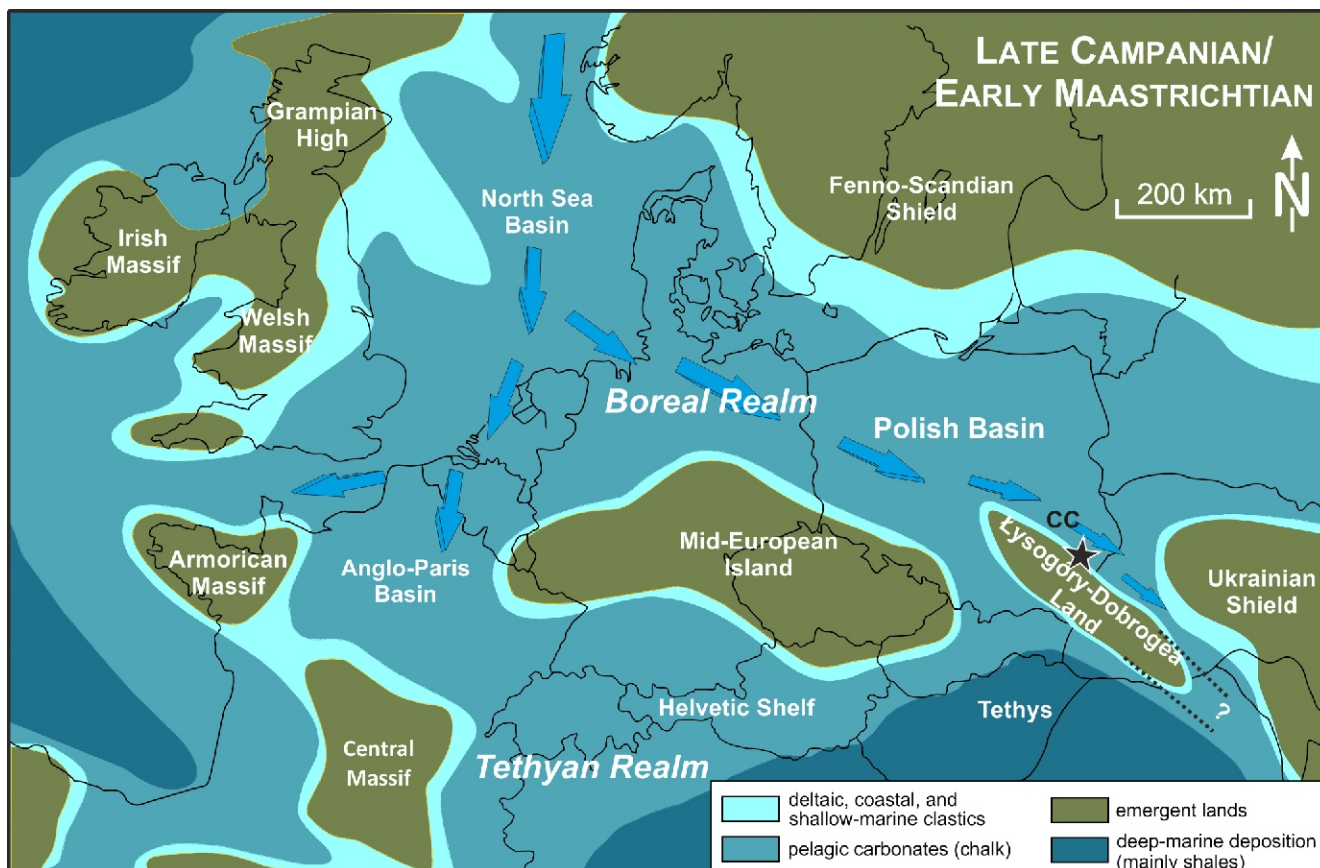 LATE CAMPANIAN/
EARLY MAASTRICHTIAN
Grampian
High
North Sea
Basin
Fenno-Scandian
Shield
200 km
N
Irish
Massif
Welsh
Massif
Boreal Realm
Polish Basin
CC
Łysogóry-Dobrogea
Land
Ukrainian
Shield
Mid-European
Island
Armorican
Massif
Anglo-Paris
Basin
Helvetic Shelf
Tethys
?
Central
Massif
Tethyan Realm
deltaic, coastal, and
shallow-marine clastics
pelagic carbonates (chalk)
emergent lands
deep-marine deposition
(mainly shales)